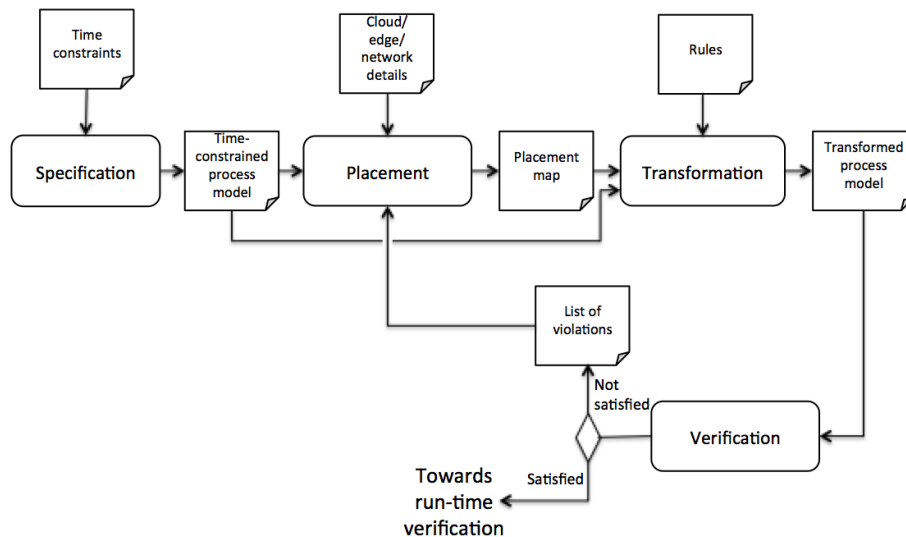 Time
constraints
Cloud/
edge/
network
details
Rules
Specification
Time-
constrained
process
model
Placement
Placement
map
Transformation
Transformed
process
model
List of
violations
Not
satisfied
Verification
Satisfied
Towards
run-time
verification